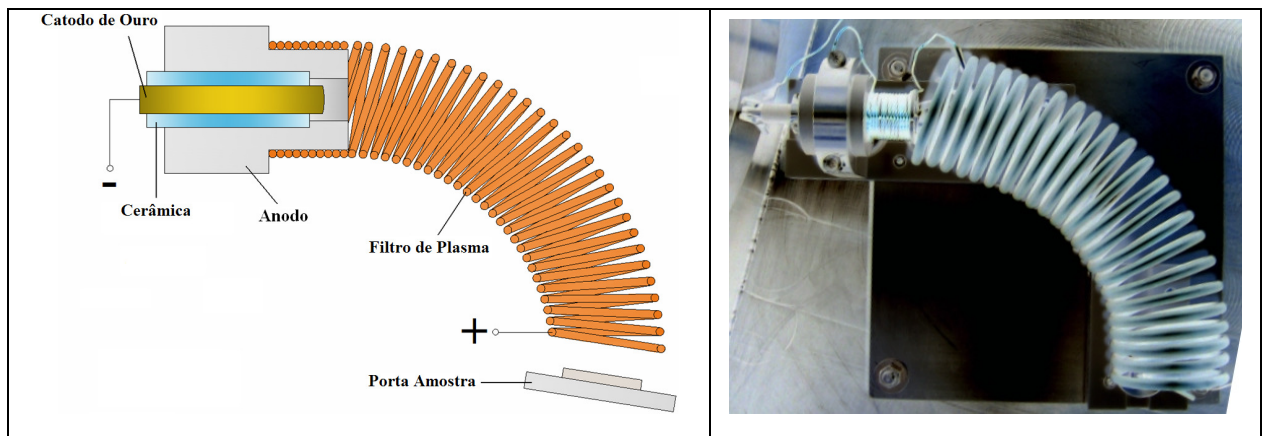 Catodo de Ouro
-
Cerâmica
Anodo
Filtro de Plasma
+
Porta Amostra